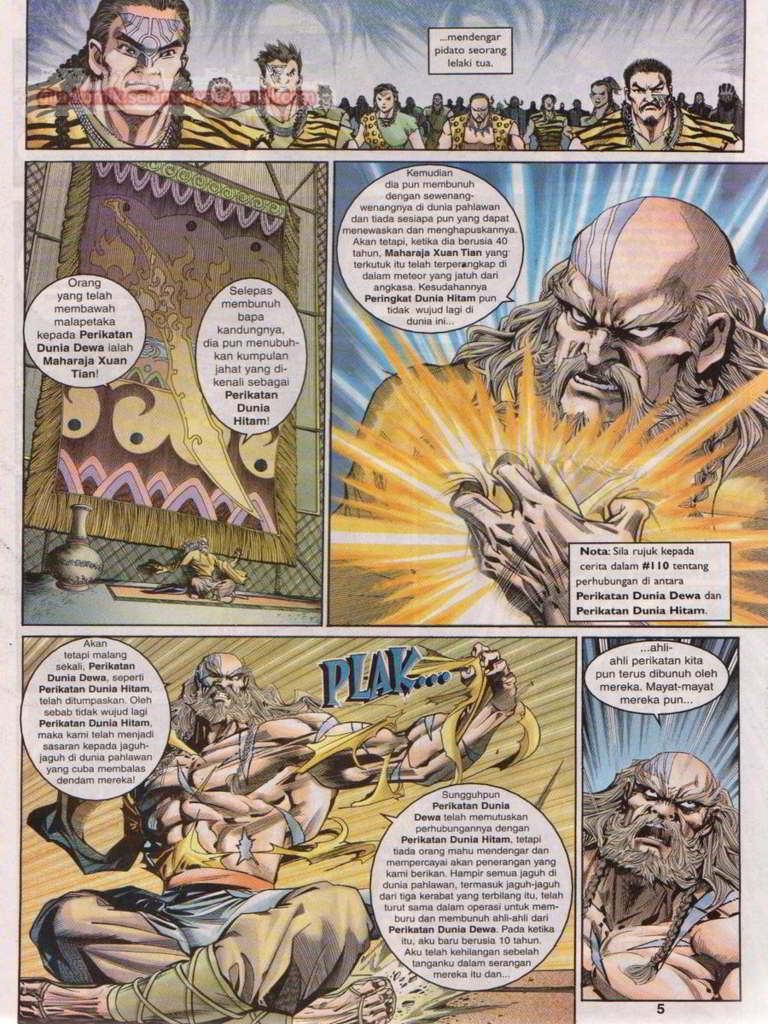 ...mendengar
pidato seorang
lelaki tua.
Orang
yang telah
membawah
malapetaka
kepada Perikatan
Dunia Dewa ialah
Maharaja Xuan
Tian!
Selepas
membunuh
bapa
kandungnya,
dia pun menubuh-
kan kumpulan
jahat yang di-
kenali sebagai
Perikatan
Dunia
Hitam!
Kemudian
dia pun membunuh
dengan sewenang-
wenangnya di dunia pahlawan
dan tiada sesiapa pun yang dapat
menewaskan dan menghapuskannya.
Akan tetapi, ketika dia berusia 40
tahun, Maharaja Xuan Tian yang
terkutuk itu telah terperangkap di
dalam meteor yang jatuh dari
angkasa. Kesudahannya
Peringkat Dunia Hitam pun
tidak wujud lagi di
dunia ini...
Nota: Sila rujuk kepada
cerita dalam #110 tentang
perhubungan di antara
Perikatan Dunia Dewa dan
Perikatan Dunia Hitam.
Akan
tetapi malang
sekali, Perikatan
Dunia Dewa, seperti
Perikatan Dunia Hitam,
telah ditumpaskan. Oleh
sebab tidak wujud lagi
Perikatan Dunia Hitam,
maka kami telah menjadi
sasaran kepada jaguh-
jaguh di dunia pahlawan
yang cuba membalas
dendam mereka!
PLAK...
Sungguhpun
Perikatan Dunia
Dewa telah memutuskan
perhubungannya dengan
Perikatan Dunia Hitam, tetapi
tiada orang mahu mendengar dan
mempercayai akan penerangan yang
kami berikan. Hampir semua jaguh di
dunia pahlawan, termasuk jaguh-jaguh
dari tiga kerabat yang terbilang itu, telah
turut sama dalam operasi untuk mem-
buru dan membunuh ahli-ahli dari
Perikatan Dunia Dewa. Pada ketika
itu, aku baru berusia 10 tahun.
Aku telah kehilangan sebelah
tanganku dalam serangan
mereka itu dan...
...ahli-
ahli perikatan kita
pun terus dibunuh oleh
mereka. Mayat-mayat
mereka pun...
5